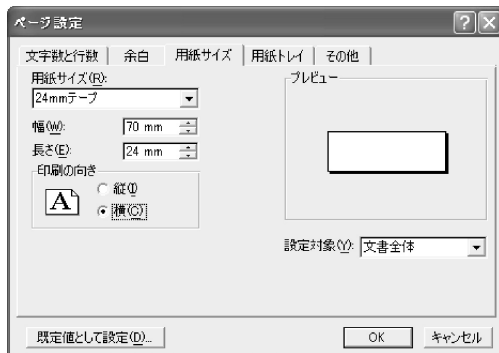 ページ設定
文字数と行数 余白 用紙サイズ 用紙トレイ その他
用紙サイズ(R):
24mmテープ
幅(W): 70 mm
長さ(E): 24 mm
印刷の向き
A
縦(I)
横(C)
プレビュー
設定対象(Y): 文書全体
既定値として設定(D)... OK キャンセル